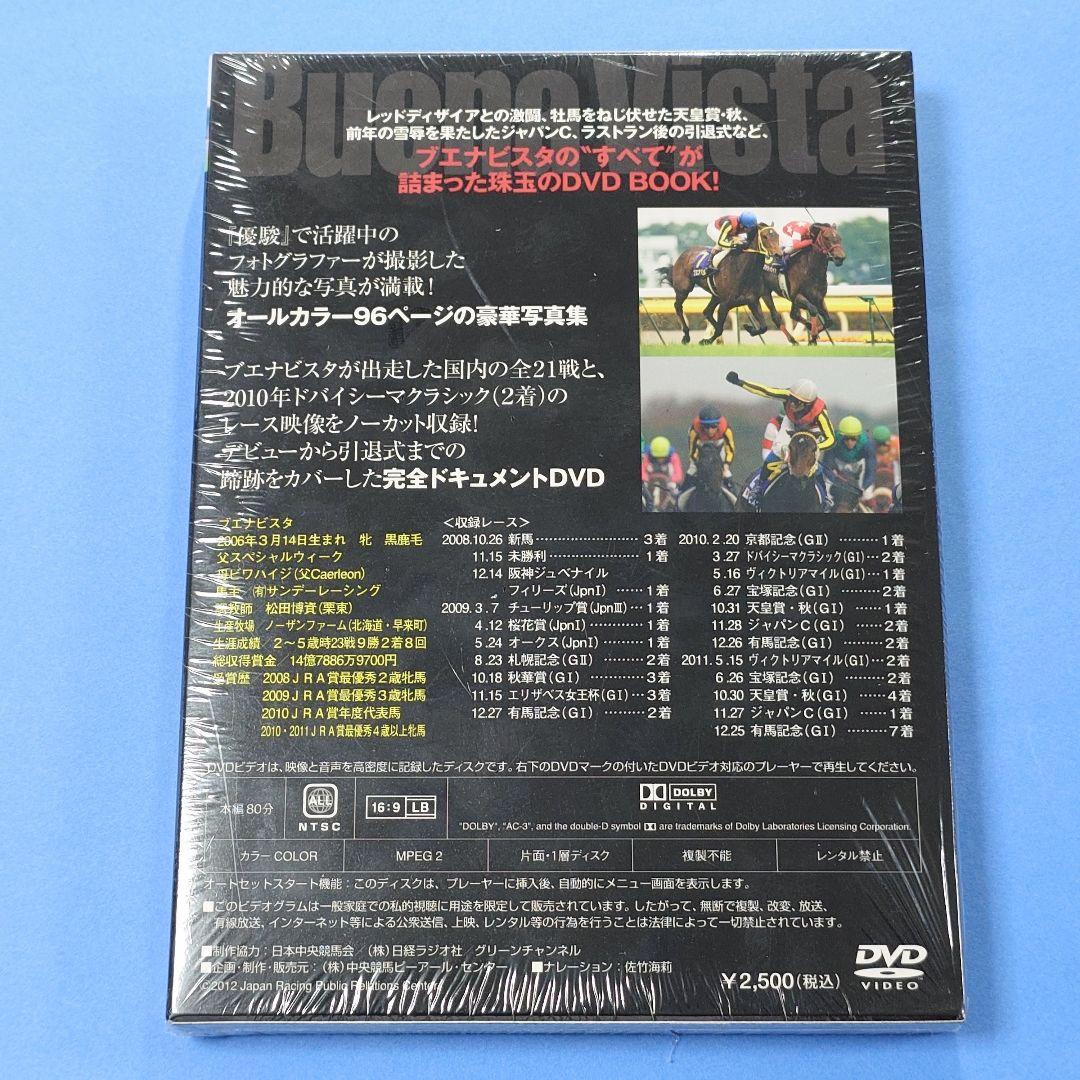 Buena Vista
レッドディザイアとの激闘、牡馬をねじ伏せた天皇賞・秋、
前年の雪辱を果たしたジャパンC、ラストラン後の引退式など、
ブエナビスタの"すべて"が
詰まった珠玉のDVD BOOK!
『優駿』で活躍中の
フォトグラファーが撮影した
魅力的な写真が満載!
オールカラー96ページの豪華写真集
ブエナビスタが出走した国内の全21戦と、
2010年ドバイシーマクラシック(2着)の
レース映像をノーカット収録!
デビューから引退式までの
蹄跡をカバーした完全ドキュメントDVD
ブエナビスタ
2006年3月14日生まれ 牝 黒鹿毛
父スペシャルウィーク
母ビワハイジ(父Caerleon)
馬主 (有)サンデーレーシング
調教師 松田博資(栗東)
生産牧場 ノーザンファーム(北海道・早来町)
生涯成績 2〜5歳時23戦9勝2着8回
総収得賞金 14億7886万9700円
受賞歴 2008JRA賞最優秀2歳牝馬
2009JRA賞最優秀3歳牝馬
2010JRA賞年度代表馬
2010・2011JRA賞最優秀4歳以上牝馬
<収録レース>
2008.10.26 新馬…………………3着
11.15 未勝利…………………1着
12.14 阪神ジュベナイル
フィリーズ(JpnI)……1着
2009.3.7 チューリップ賞(JpnIII)…1着
4.12 桜花賞(JpnI)…………1着
5.24 オークス(JpnI)………1着
8.23 札幌記念(GII)…………2着
10.18 秋華賞(GI)……………3着
11.15 エリザベス女王杯(GI)…3着
12.27 有馬記念(GI)…………2着
2010.2.20 京都記念(GII)………1着
3.27 ドバイシーマクラシック(GI)…2着
5.16 ヴィクトリアマイル(GI)…1着
6.27 宝塚記念(GI)………2着
10.31 天皇賞・秋(GI)……1着
11.28 ジャパンC(GI)……2着
12.26 有馬記念(GI)………2着
2011.5.15 ヴィクトリアマイル(GI)…2着
6.26 宝塚記念(GI)………2着
10.30 天皇賞・秋(GI)……4着
11.27 ジャパンC(GI)……1着
12.25 有馬記念(GI)………7着
DVDビデオは、映像と音声を高密度に記録したディスクです。右下のDVDマークの付いたDVDビデオ対応のプレーヤーで再生してください。
本編80分
ALL
NTSC
16:9 LB
DOLBY
DIGITAL
"DOLBY", "AC-3", and the double-D symbol are trademarks of Dolby Laboratories Licensing Corporation.
カラー COLOR
MPEG 2
片面・1層ディスク
複製不能
レンタル禁止
オートセットスタート機能:このディスクは、プレーヤーに挿入後、自動的にメニュー画面を表示します。
■このビデオグラムは一般家庭での私的視聴に用途を限定して販売されています。したがって、無断で複製、改変、放送、
有線放送、インターネット等による公衆送信、上映、レンタル等の行為を行うことは法律によって一切禁止されています。
■制作協力:日本中央競馬会 (株)日経ラジオ社 グリーンチャンネル
■企画・制作・販売元:(株)中央競馬ピーアール・センター ■ナレーション:佐竹海莉
©2012 Japan Racing Public Relations Center
¥2,500(税込)
DVD
VIDEO